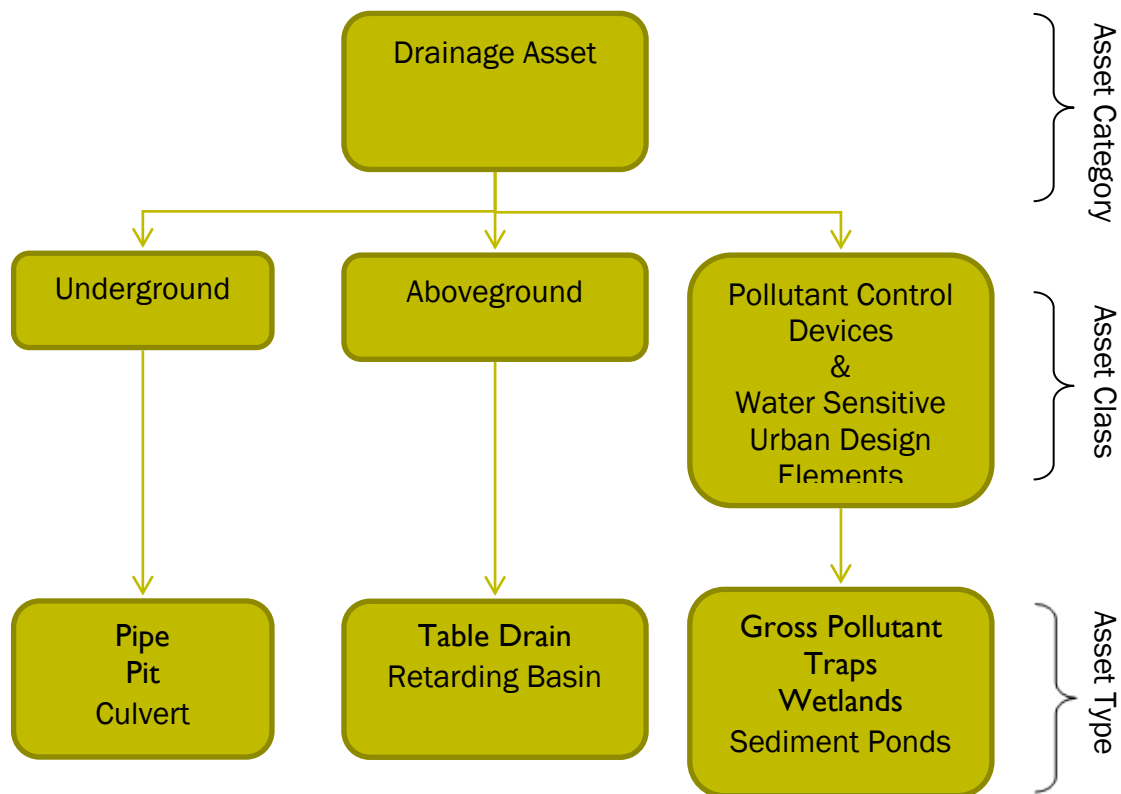 Drainage Asset
Asset Category
Underground
Aboveground
Pollutant Control
Devices
&
Water Sensitive
Urban Design
Elements
Asset Class
Pipe
Pit
Culvert
Table Drain
Retarding Basin
Gross Pollutant
Traps
Wetlands
Sediment Ponds
Asset Type